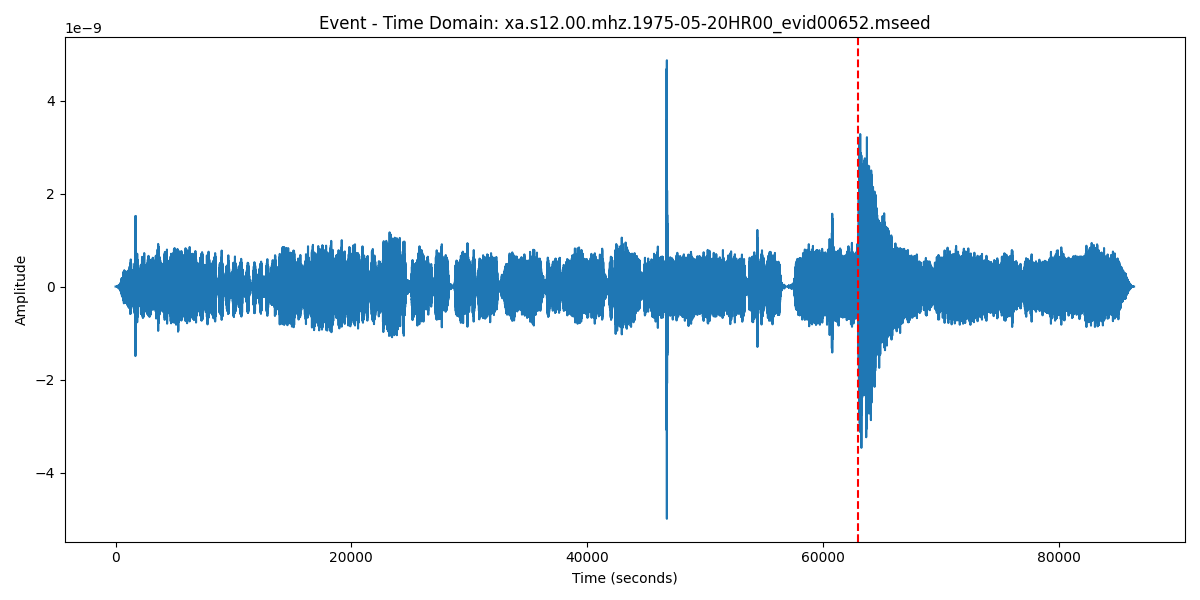 Event - Time Domain: xa.s12.00.mhz.1975-05-20HR00_evid00652.mseed
1e−9
4
2
0
−2
−4
Amplitude
0 20000 40000 60000 80000
Time (seconds)